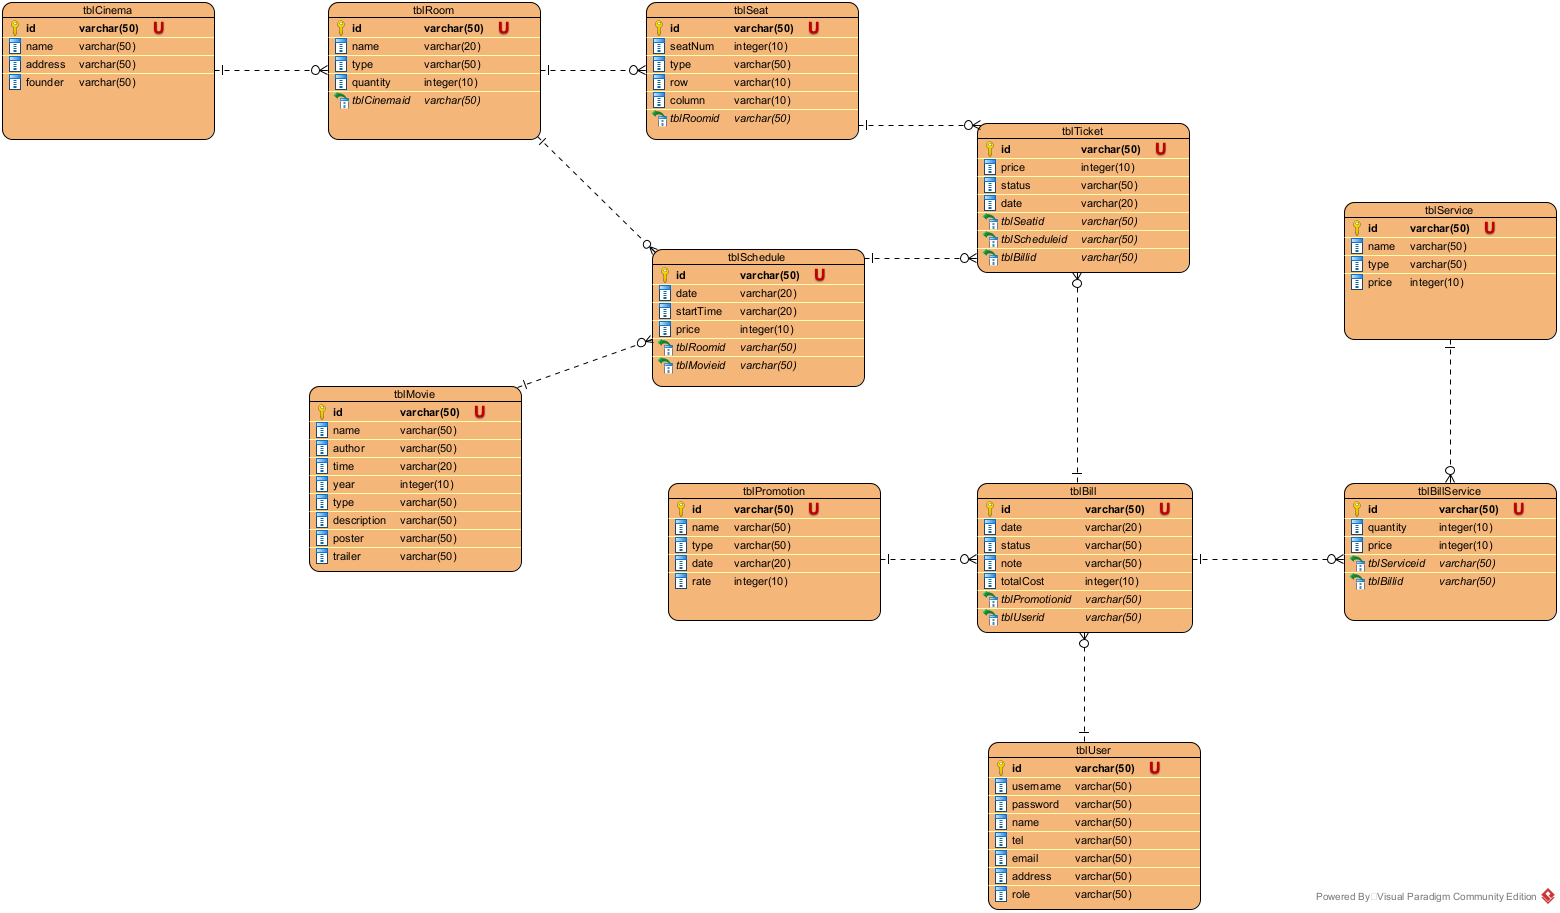 tblCinema
id varchar(50) U
name varchar(50)
address varchar(50)
founder varchar(50)
tblRoom
id varchar(50) U
name varchar(20)
type varchar(50)
quantity integer(10)
tblCinemaid varchar(50)
tblSeat
id varchar(50) U
seatNum integer(10)
type varchar(50)
row varchar(10)
column varchar(10)
tblRoomid varchar(50)
tblTicket
id varchar(50) U
price integer(10)
status varchar(50)
date varchar(20)
tblSeatid varchar(50)
tblScheduleid varchar(50)
tblBillid varchar(50)
tblService
id varchar(50) U
name varchar(50)
type varchar(50)
price integer(10)
tblSchedule
id varchar(50) U
date varchar(20)
startTime varchar(20)
price integer(10)
tblRoomid varchar(50)
tblMovieid varchar(50)
tblMovie
id varchar(50) U
name varchar(50)
author varchar(50)
time varchar(20)
year integer(10)
type varchar(50)
description varchar(50)
poster varchar(50)
trailer varchar(50)
tblPromotion
id varchar(50) U
name varchar(50)
type varchar(50)
date varchar(20)
rate integer(10)
tblBill
id varchar(50) U
date varchar(20)
status varchar(50)
note varchar(50)
totalCost integer(10)
tblPromotionid varchar(50)
tblUserid varchar(50)
tblBillService
id varchar(50) U
quantity integer(10)
price integer(10)
tblServiceid varchar(50)
tblBillid varchar(50)
tblUser
id varchar(50) U
username varchar(50)
password varchar(50)
name varchar(50)
tel varchar(50)
email varchar(50)
address varchar(50)
role varchar(50)
Powered By Visual Paradigm Community Edition